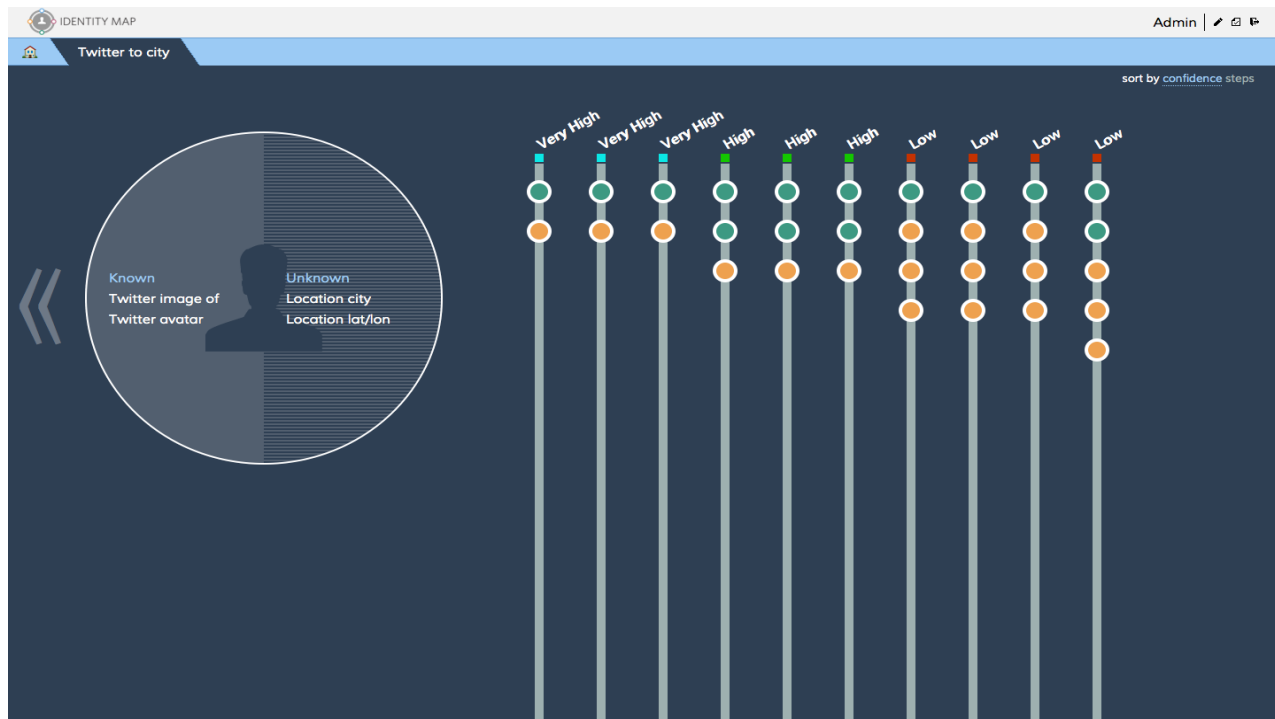 IDENTITY MAP
Admin
Twitter to city
sort by confidence steps
Very High
Very High
Very High
High
High
High
Low
Low
Low
Low
Known
Twitter image of
Twitter avatar
Unknown
Location city
Location lat/lon